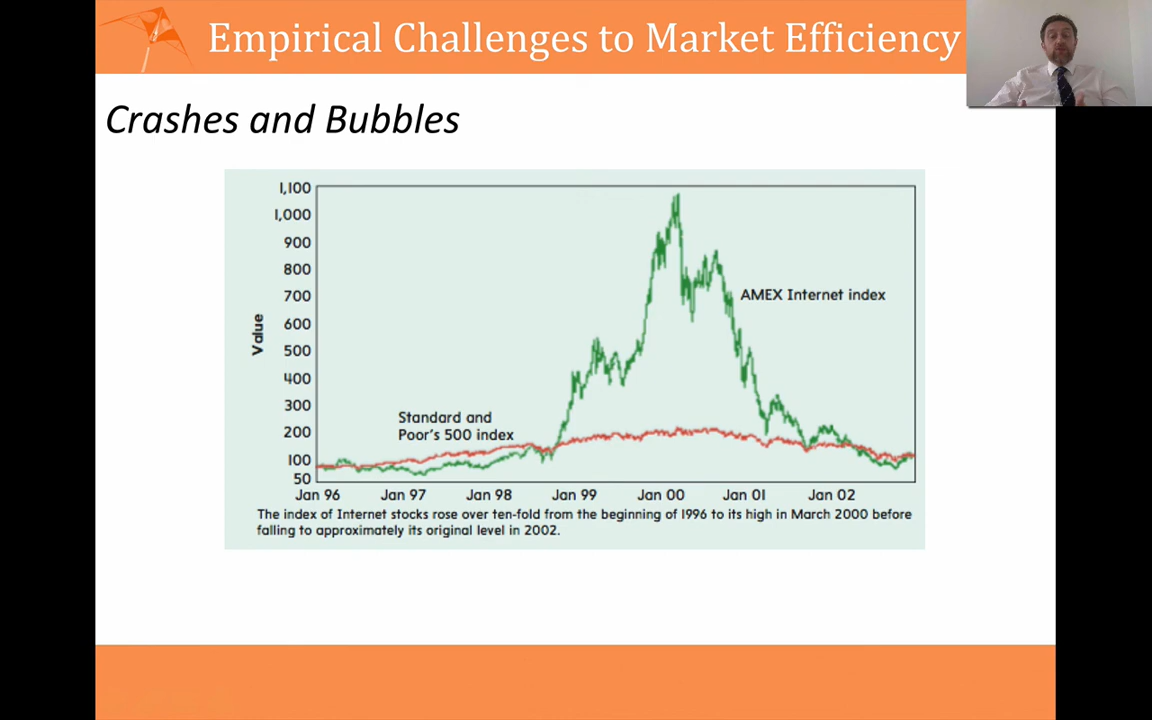 Empirical Challenges to Market Efficiency
Crashes and Bubbles
1,100
1,000
900
800
700
600
500
400
300
200
100
50
Value
AMEX Internet index
Standard and
Poor's 500 index
Jan 96 Jan 97 Jan 98 Jan 99 Jan 00 Jan 01 Jan 02
The index of Internet stocks rose over ten-fold from the beginning of 1996 to its high in March 2000 before
falling to approximately its original level in 2002.